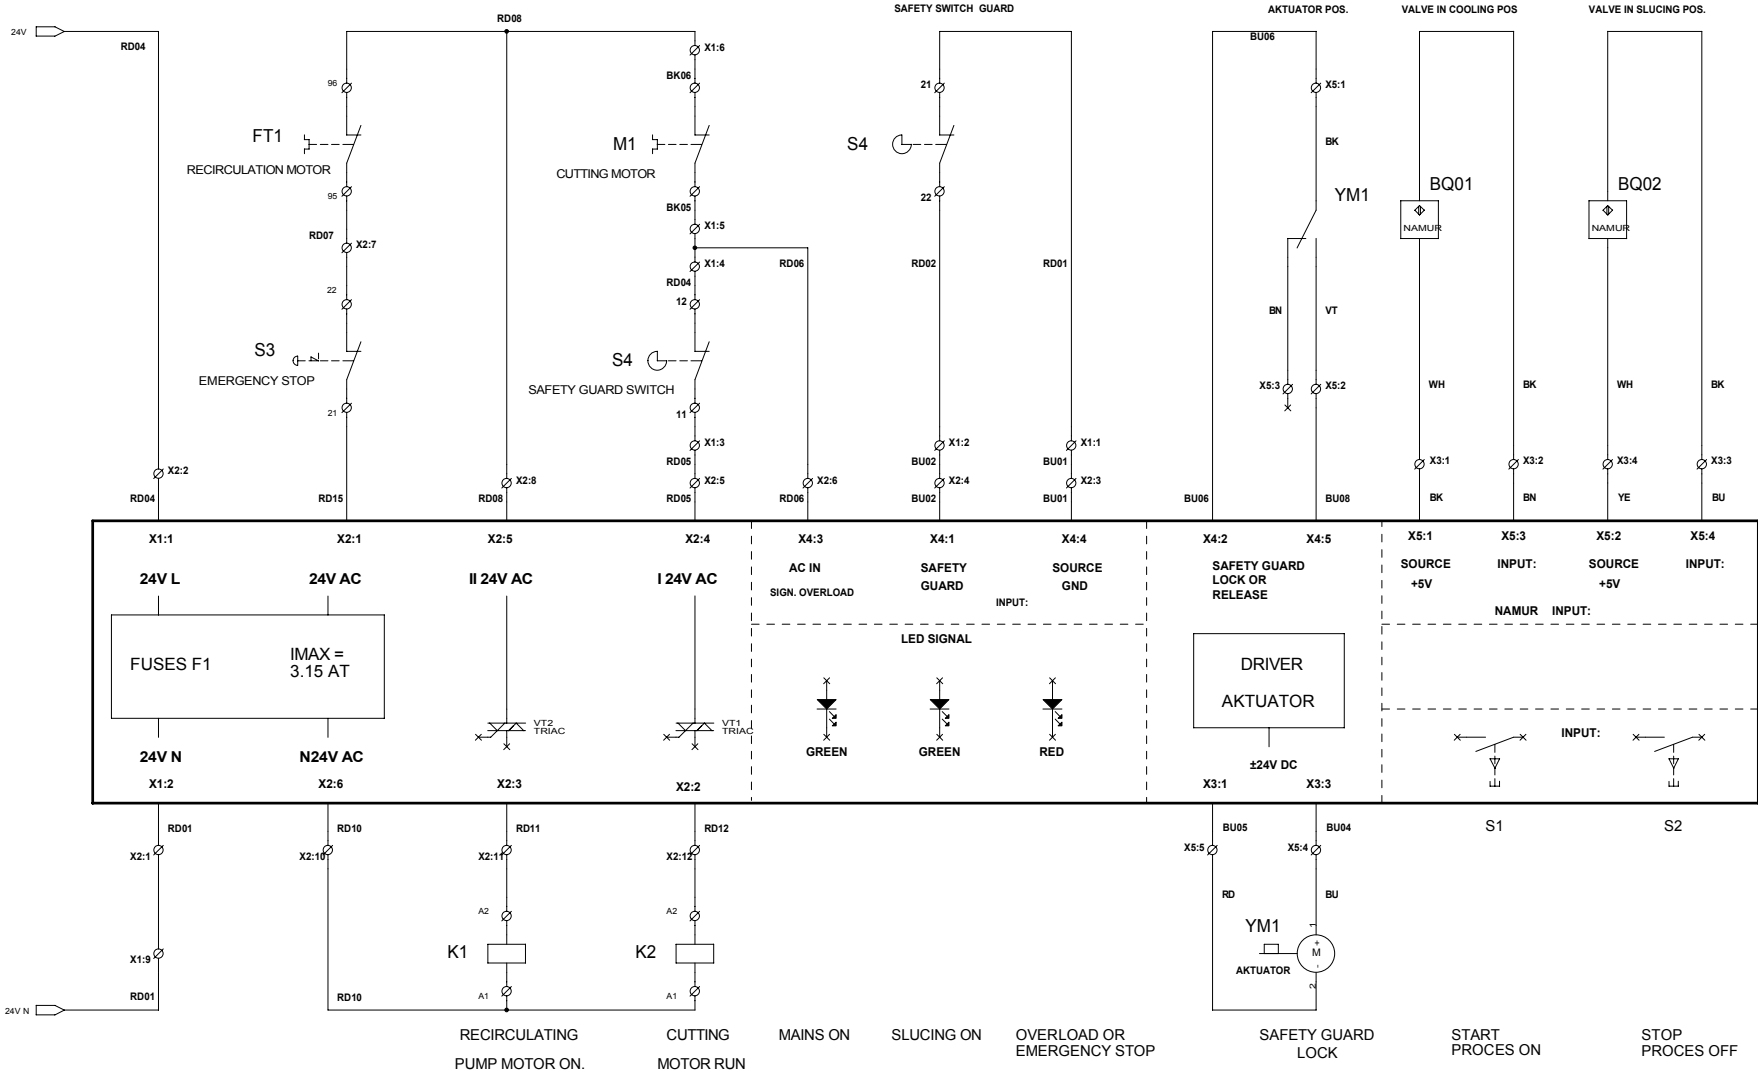 SAFETY SWITCH GUARD
AKTUATOR POS.
VALVE IN COOLING POS
VALVE IN SLUCING POS.
24V
RD04
RD08
X1:6
BK06
BU06
96
21
X5:1
FT1
RECIRCULATION MOTOR
M1
CUTTING MOTOR
S4
BK
YM1
BQ01
NAMUR
BQ02
NAMUR
95
BK05
22
RD07
X2:7
X1:5
X1:4
RD06
RD02
RD01
RD04
22
12
BN
VT
S3
EMERGENCY STOP
S4
SAFETY GUARD SWITCH
X5:3
X5:2
WH
BK
WH
BK
21
11
X1:3
X1:2
X1:1
RD05
BU02
BU01
X3:1
X3:2
X3:4
X3:3
X2:2
X2:8
X2:5
X2:6
X2:4
X2:3
RD04
RD15
RD08
RD05
RD06
BU02
BU01
BU06
BU08
BK
BN
YE
BU
X1:1
X2:1
X2:5
X2:4
X4:3
X4:1
X4:4
X4:2
X4:5
X5:1
X5:3
X5:2
X5:4
24V L
24V AC
II 24V AC
I 24V AC
AC IN
SIGN. OVERLOAD
SAFETY
GUARD
SOURCE
GND
INPUT:
SAFETY GUARD
LOCK OR
RELEASE
SOURCE
+5V
INPUT:
SOURCE
+5V
INPUT:
NAMUR INPUT:
LED SIGNAL
FUSES F1
IMAX =
3.15 AT
DRIVER
AKTUATOR
VT2
TRIAC
VT1
TRIAC
GREEN
GREEN
RED
INPUT:
24V N
N24V AC
±24V DC
X1:2
X2:6
X2:3
X2:2
X3:1
X3:3
RD01
RD10
RD11
RD12
BU05
BU04
S1
S2
X2:1
X2:10
X2:11
X2:12
X5:5
X5:4
RD
BU
A2
A2
K1
K2
YM1
AKTUATOR
1
+
M
-
2
X1:9
A1
A1
RD01
RD10
24V N
RECIRCULATING
PUMP MOTOR ON.
CUTTING
MOTOR RUN
MAINS ON
SLUCING ON
OVERLOAD OR
EMERGENCY STOP
SAFETY GUARD
LOCK
START
PROCES ON
STOP
PROCES OFF